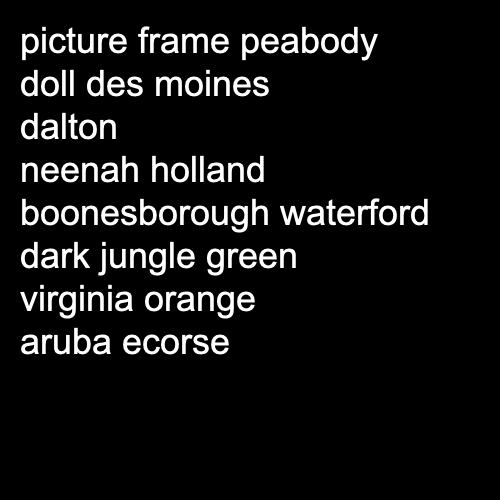 picture frame peabody
doll des moines
dalton
neenah holland
boonesborough waterford
dark jungle green
virginia orange
aruba ecorse